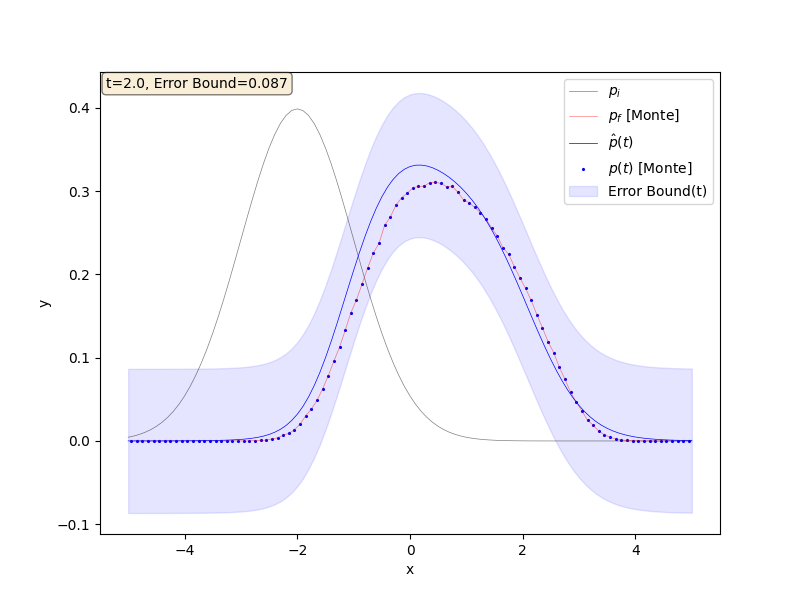 t=2.0, Error Bound=0.087
p_i
p_f [Monte]
p̂(t)
p(t) [Monte]
Error Bound(t)
0.4
0.3
0.2
0.1
0.0
−0.1
y
−4
−2
0
2
4
x